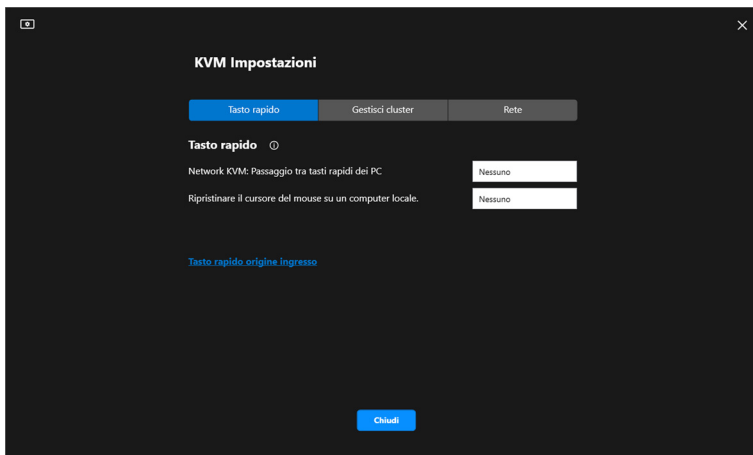 KVM Impostazioni
Tasto rapido
Gestisci cluster
Rete
Tasto rapido
Network KVM: Passaggio tra tasti rapidi dei PC
Nessuno
Ripristinare il cursore del mouse su un computer locale.
Nessuno
Tasto rapido origine ingresso
Chiudi